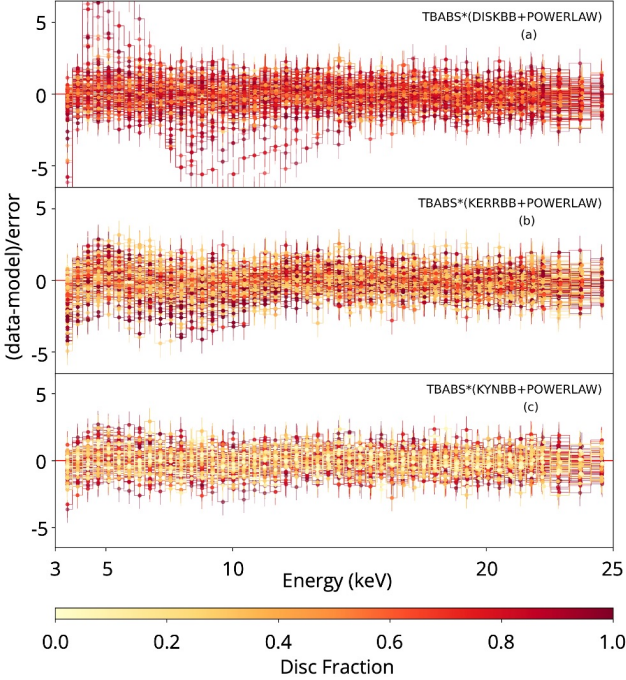 TBABS*(DISKBB+POWERLAW)
(a)
5
0
-5
TBABS*(KERRBB+POWERLAW)
(b)
5
0
-5
(data-model)/error
TBABS*(KYNBB+POWERLAW)
(c)
5
0
-5
3 5 10 20 25
Energy (keV)
0.0 0.2 0.4 0.6 0.8 1.0
Disc Fraction